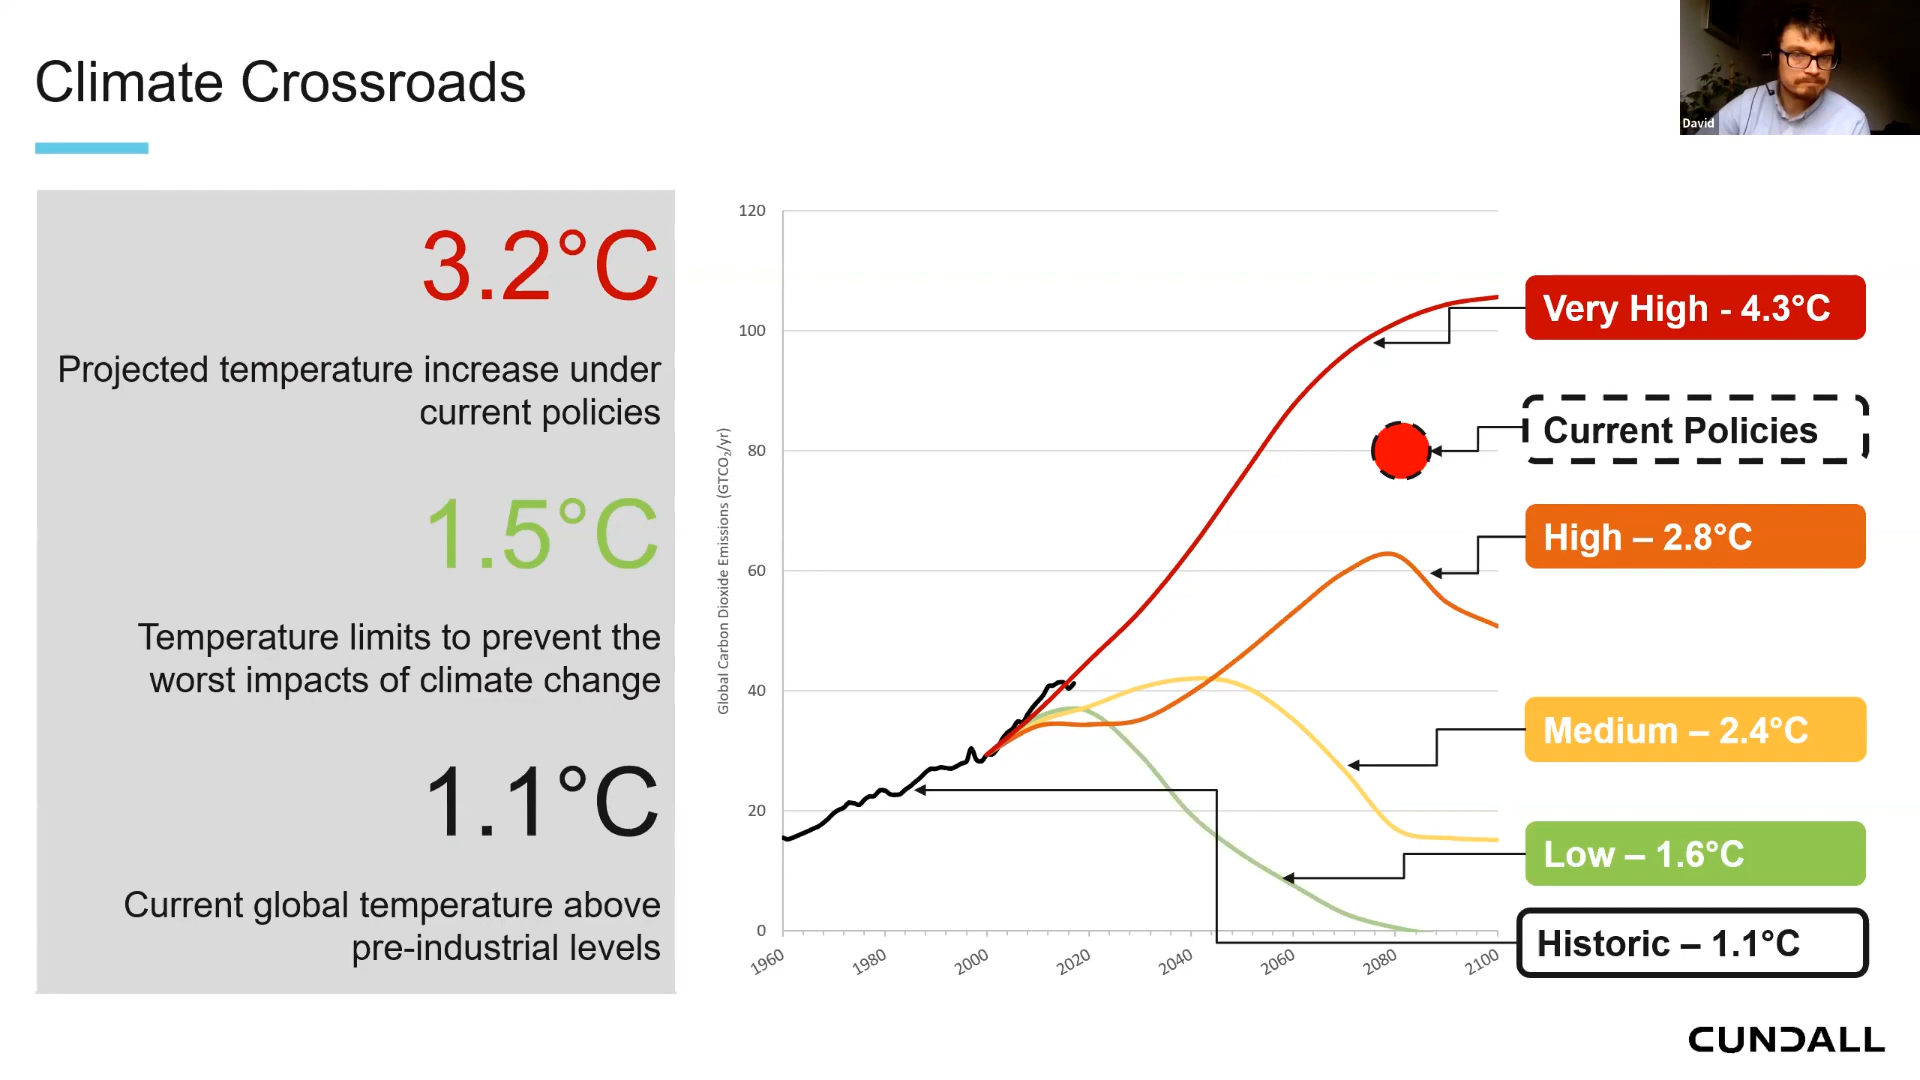 Climate Crossroads
David
3.2°C
Projected temperature increase under
current policies
1.5°C
Temperature limits to prevent the
worst impacts of climate change
1.1°C
Current global temperature above
pre-industrial levels
Global Carbon Dioxide Emissions (GTCO₂/yr)
120
100
80
60
40
20
0
1960
1980
2000
2020
2040
2060
2080
2100
Very High - 4.3°C
Current Policies
High – 2.8°C
Medium – 2.4°C
Low – 1.6°C
Historic – 1.1°C
CUNDALL